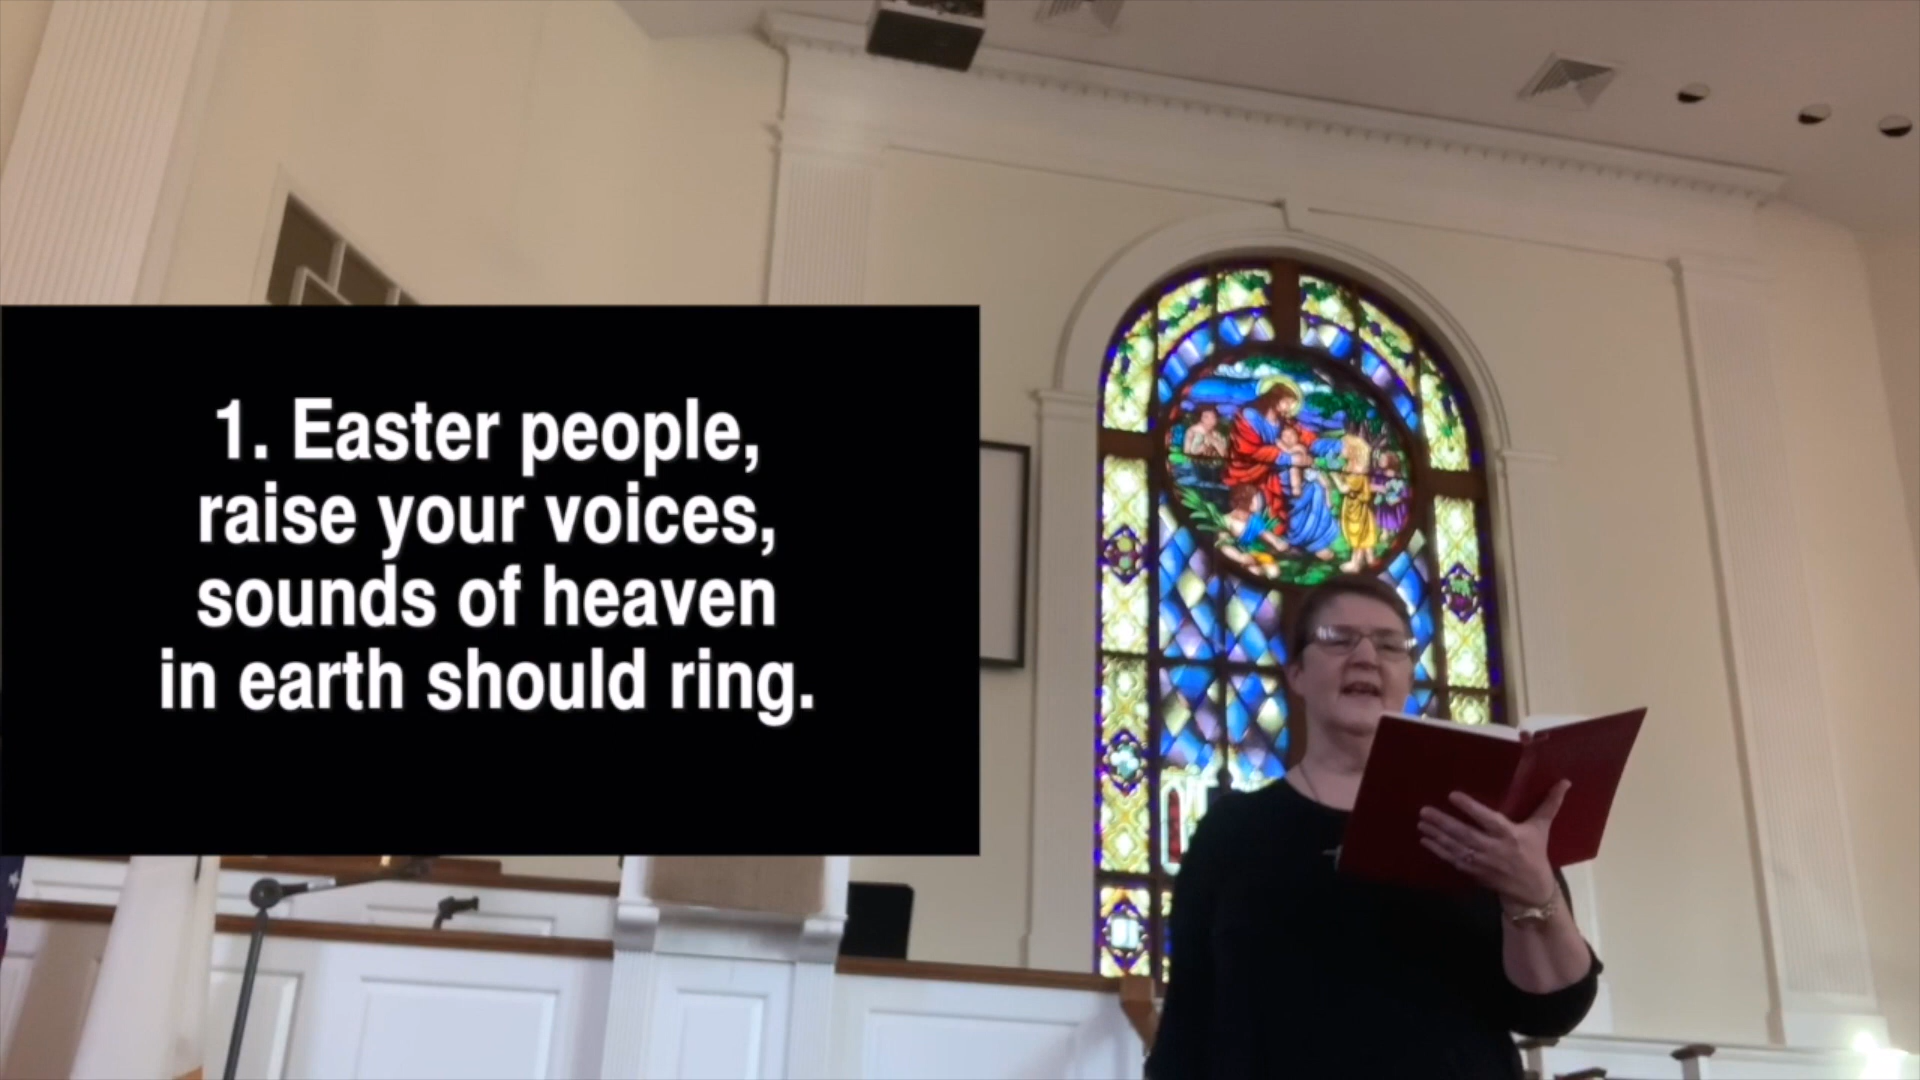 1. Easter people,
raise your voices,
sounds of heaven
in earth should ring.